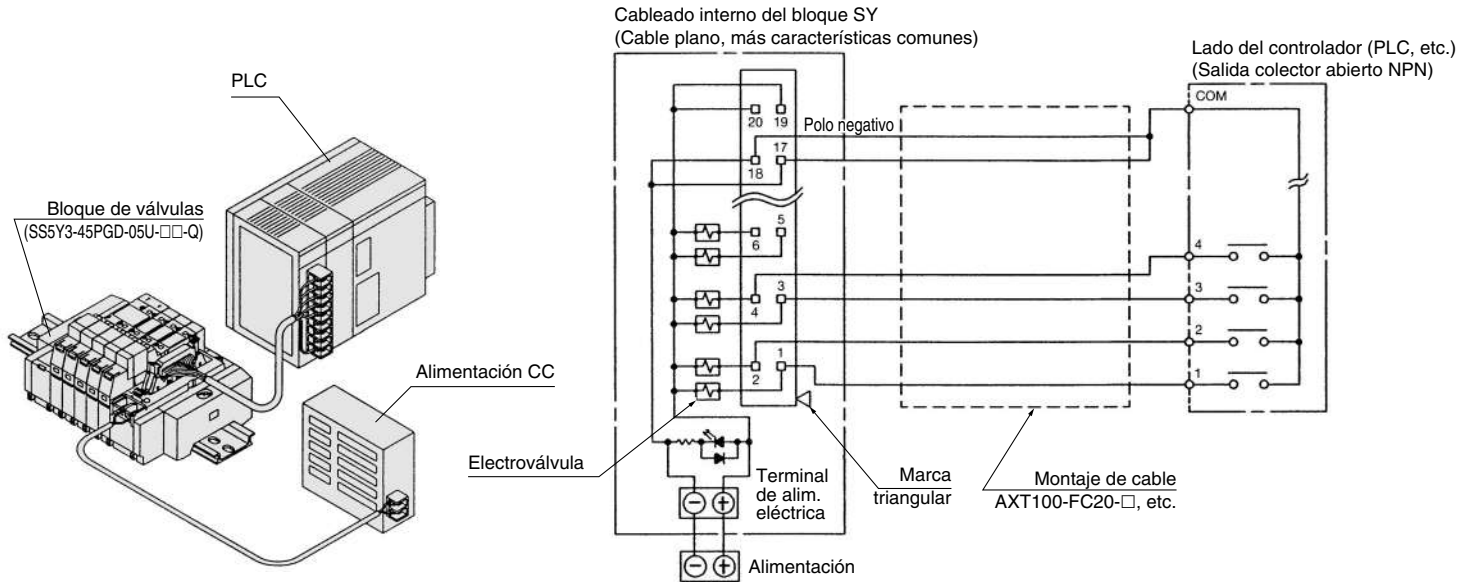 PLC
Bloque de válvulas
(SS5Y3-45PGD-05U-□□-Q)
Alimentación CC
Cableado interno del bloque SY
(Cable plano, más características comunes)
20 19
Polo negativo
17
18
5
6
3
4
1
2
Electroválvula
Terminal
de alim.
eléctrica
Marca
triangular
Montaje de cable
AXT100-FC20-□, etc.
Alimentación
Lado del controlador (PLC, etc.)
(Salida colector abierto NPN)
COM
4
3
2
1